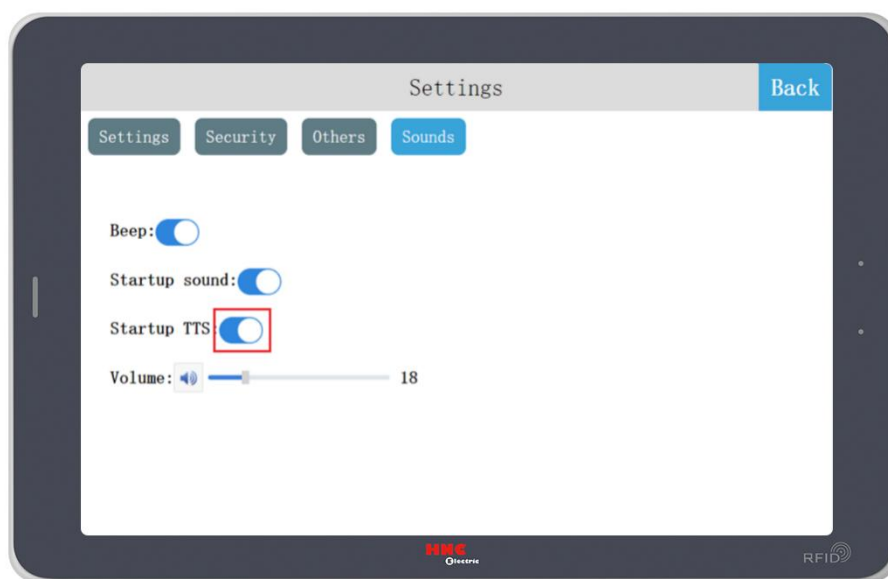 Settings
Back
Settings
Security
Others
Sounds
Beep:
Startup sound:
Startup TTS:
Volume:
18
HMC
Electric
RFID